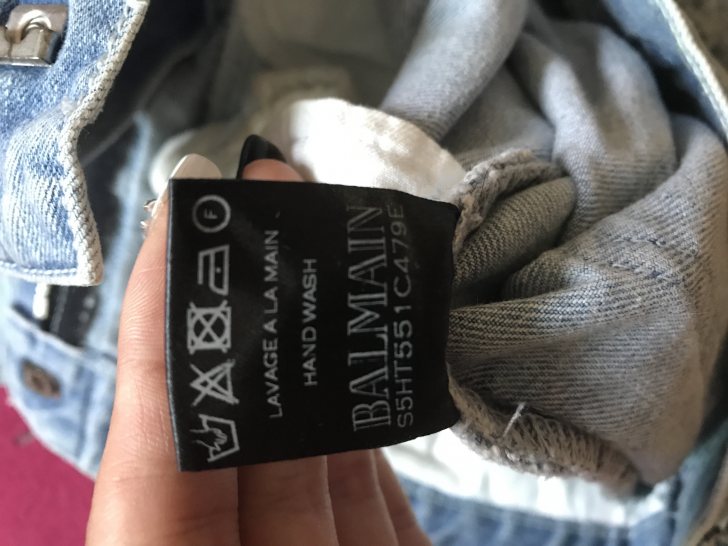 BALMAIN
S5HT551C479E
HAND WASH
LAVAGE A LA MAIN
F